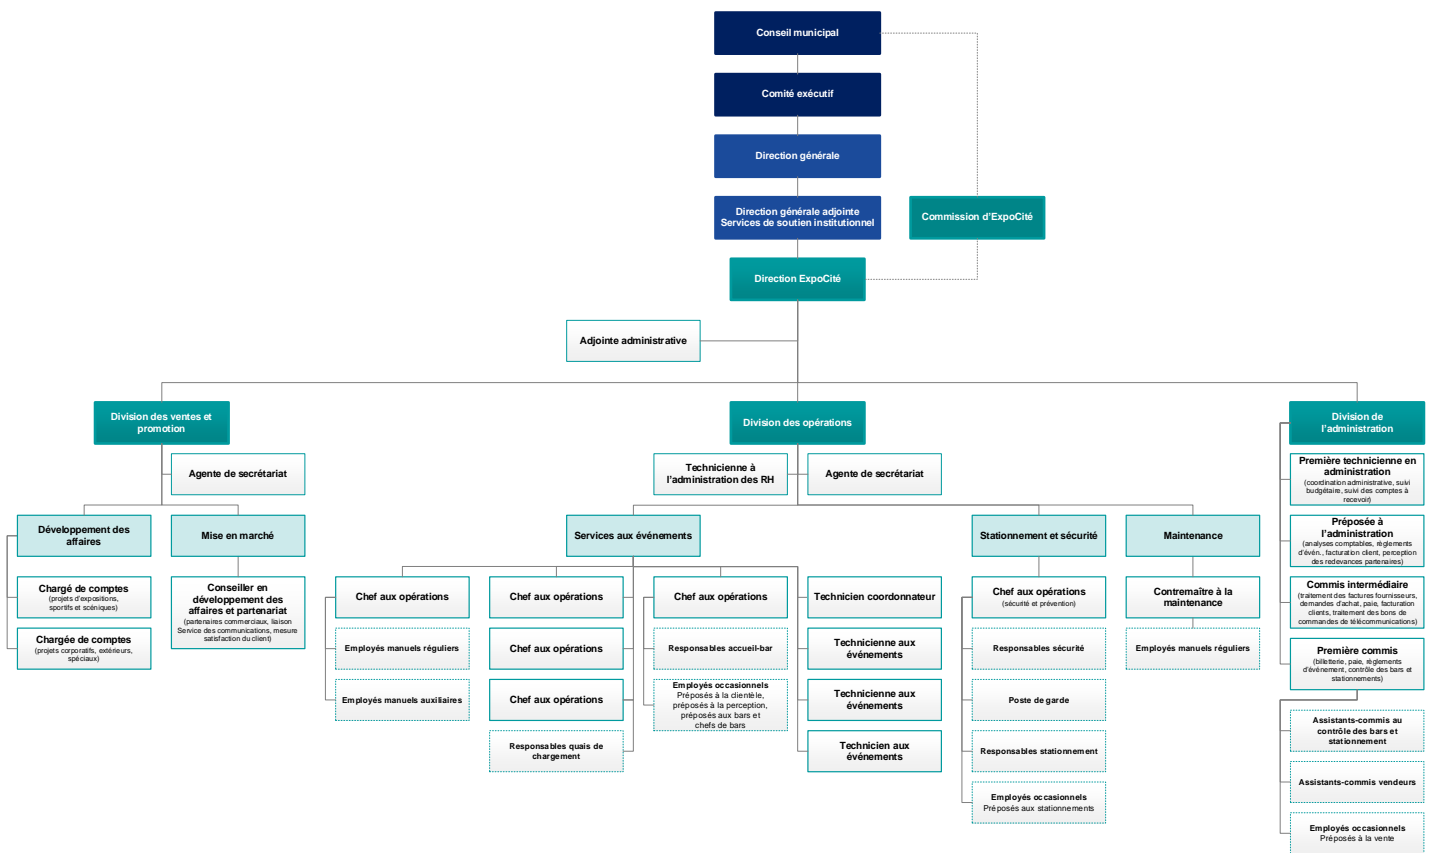 Conseil municipal
Comité exécutif
Direction générale
Direction générale adjointe
Services de soutien institutionnel
Commission d'ExpoCité
Direction ExpoCité
Adjointe administrative
Division des ventes et
promotion
Agente de secrétariat
Développement des
affaires
Mise en marché
Chargé de comptes
(projets d'expositions,
sportifs et scéniques)
Chargée de comptes
(projets corporatifs, extérieurs,
spéciaux)
Conseiller en
développement des
affaires et partenariat
(partenaires commerciaux, liaison
Service des communications, mesure
satisfaction du client)
Division des opérations
Technicienne à
l'administration des RH
Agente de secrétariat
Services aux événements
Chef aux opérations
Employés manuels réguliers
Employés manuels auxiliaires
Chef aux opérations
Chef aux opérations
Chef aux opérations
Responsables quais de
chargement
Chef aux opérations
Responsables accueil-bar
Employés occasionnels
Préposés à la clientèle,
préposés à la perception,
préposés aux bars et
chefs de bars
Technicien coordonnateur
Technicienne aux
événements
Technicienne aux
événements
Technicien aux
événements
Stationnement et sécurité
Chef aux opérations
(sécurité et prévention)
Responsables sécurité
Poste de garde
Responsables stationnement
Employés occasionnels
Préposés aux stationnements
Maintenance
Contremaître à la
maintenance
Employés manuels réguliers
Division de
l'administration
Première technicienne en
administration
(coordination administrative, suivi
budgétaire, suivi des comptes à
recevoir)
Préposée à
l'administration
(analyses comptables, règlements
d'évén., facturation client, perception
des redevances partenaires)
Commis intermédiaire
(traitement des factures fournisseurs,
demandes d'achat, paie, facturation
clients, traitement des bons de
commandes de télécommunications)
Première commis
(billetterie, paie, règlements
d'événement, contrôle des bars et
stationnements)
Assistants-commis au
contrôle des bars et
stationnement
Assistants-commis vendeurs
Employés occasionnels
Préposés à la vente